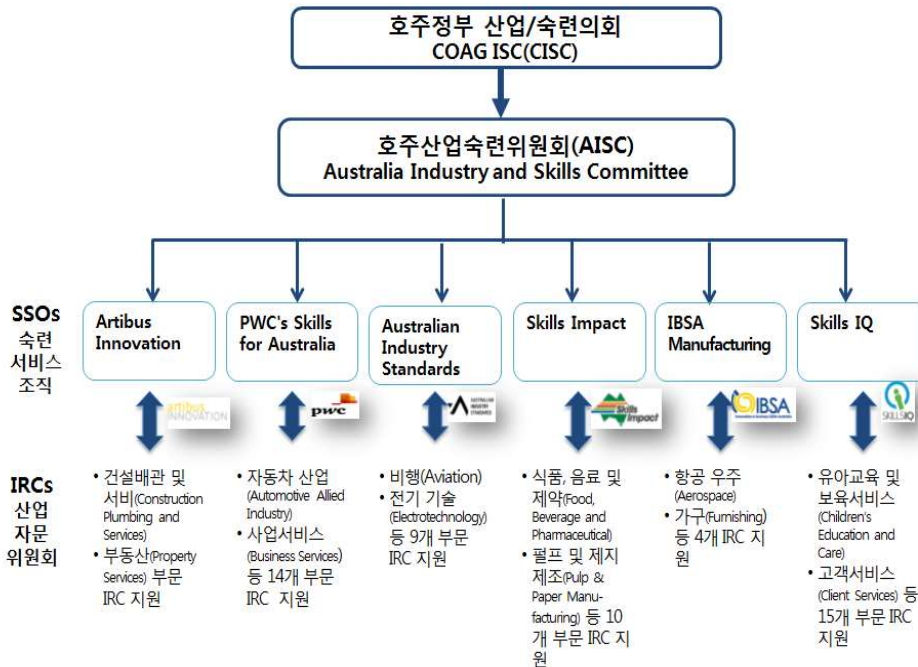 호주정부 산업/숙련의회
COAG ISC(CISC)
호주산업숙련위원회(AISC)
Australia Industry and Skills Committee
SSOs
숙련
서비스
조직
Artibus
Innovation
PWC's Skills
for Australia
Australian
Industry
Standards
Skills Impact
IBSA
Manufacturing
Skills IQ
artibus
INNOVATION
pwc
AUSTRALIAN
INDUSTRY
STANDARDS
Skills
Impact
IBSA
SKILLSIQ
IRCs
산업
자문
위원회
• 건설배관 및
서비(Construction
Plumbing and
Services)
• 부동산(Property
Services) 부문
IRC 지원
• 자동차 산업
(Automotive Allied
Industry)
• 사업서비스
(Business Services)
등 14개 부문
IRC 지원
• 비행(Aviation)
• 전기 기술
(Electrotechnology)
등 9개 부문
IRC 지원
• 식품, 음료 및
제약(Food,
Beverage and
Pharmaceutical)
• 펄프 및 제지
제조(Pulp &
Paper Manu-
facturing) 등 10
개 부문 IRC 지
원
• 항공 우주
(Aerospace)
• 가구(Furnishing)
등 4개 IRC 지
원
• 유아교육 및
보육서비스
(Children's
Education and
Care)
• 고객서비스
(Client Services) 등
15개 부문 IRC
지원